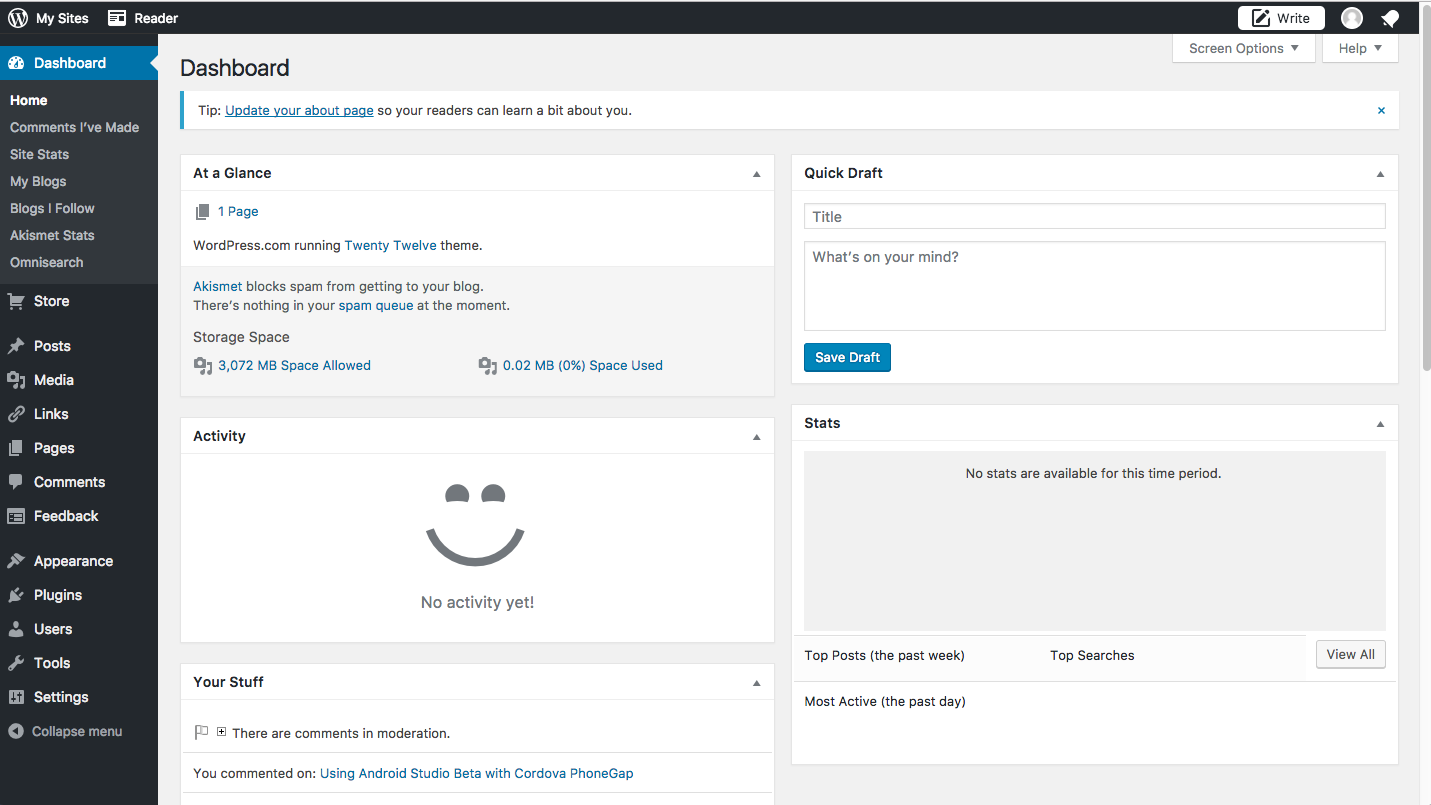 My Sites
Reader
Write
Dashboard
Home
Comments I've Made
Site Stats
My Blogs
Blogs I Follow
Akismet Stats
Omnisearch
Store
Posts
Media
Links
Pages
Comments
Feedback
Appearance
Plugins
Users
Tools
Settings
Collapse menu
Screen Options
Help
Dashboard
Tip: Update your about page so your readers can learn a bit about you.
At a Glance
1 Page
WordPress.com running Twenty Twelve theme.
Akismet blocks spam from getting to your blog.
There's nothing in your spam queue at the moment.
Storage Space
3,072 MB Space Allowed
0.02 MB (0%) Space Used
Activity
No activity yet!
Your Stuff
There are comments in moderation.
You commented on: Using Android Studio Beta with Cordova PhoneGap
Quick Draft
Title
What's on your mind?
Save Draft
Stats
No stats are available for this time period.
Top Posts (the past week)
Top Searches
View All
Most Active (the past day)